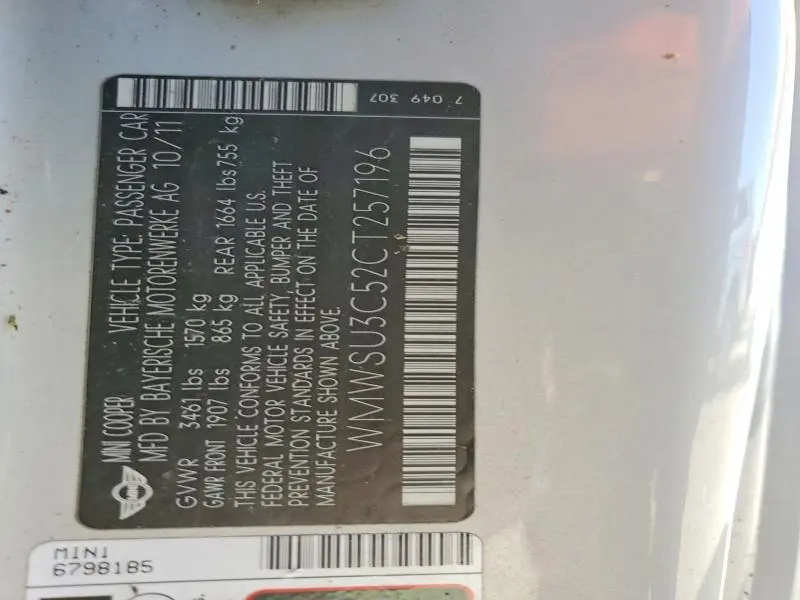 7 049 307
MINI COOPER VEHICLE TYPE: PASSENGER CAR
MFD BY BAYERISCHE MOTORENWERKE AG 10/11
GVWR 3461 lbs 1570 kg
GAWR FRONT 1907 lbs 865 kg REAR 1664 lbs 755 kg
THIS VEHICLE CONFORMS TO ALL APPLICABLE U.S.
FEDERAL MOTOR VEHICLE SAFETY, BUMPER AND THEFT
PREVENTION STANDARDS IN EFFECT ON THE DATE OF
MANUFACTURE SHOWN ABOVE.
WMWSU3C52CT257196
MINI
6798185